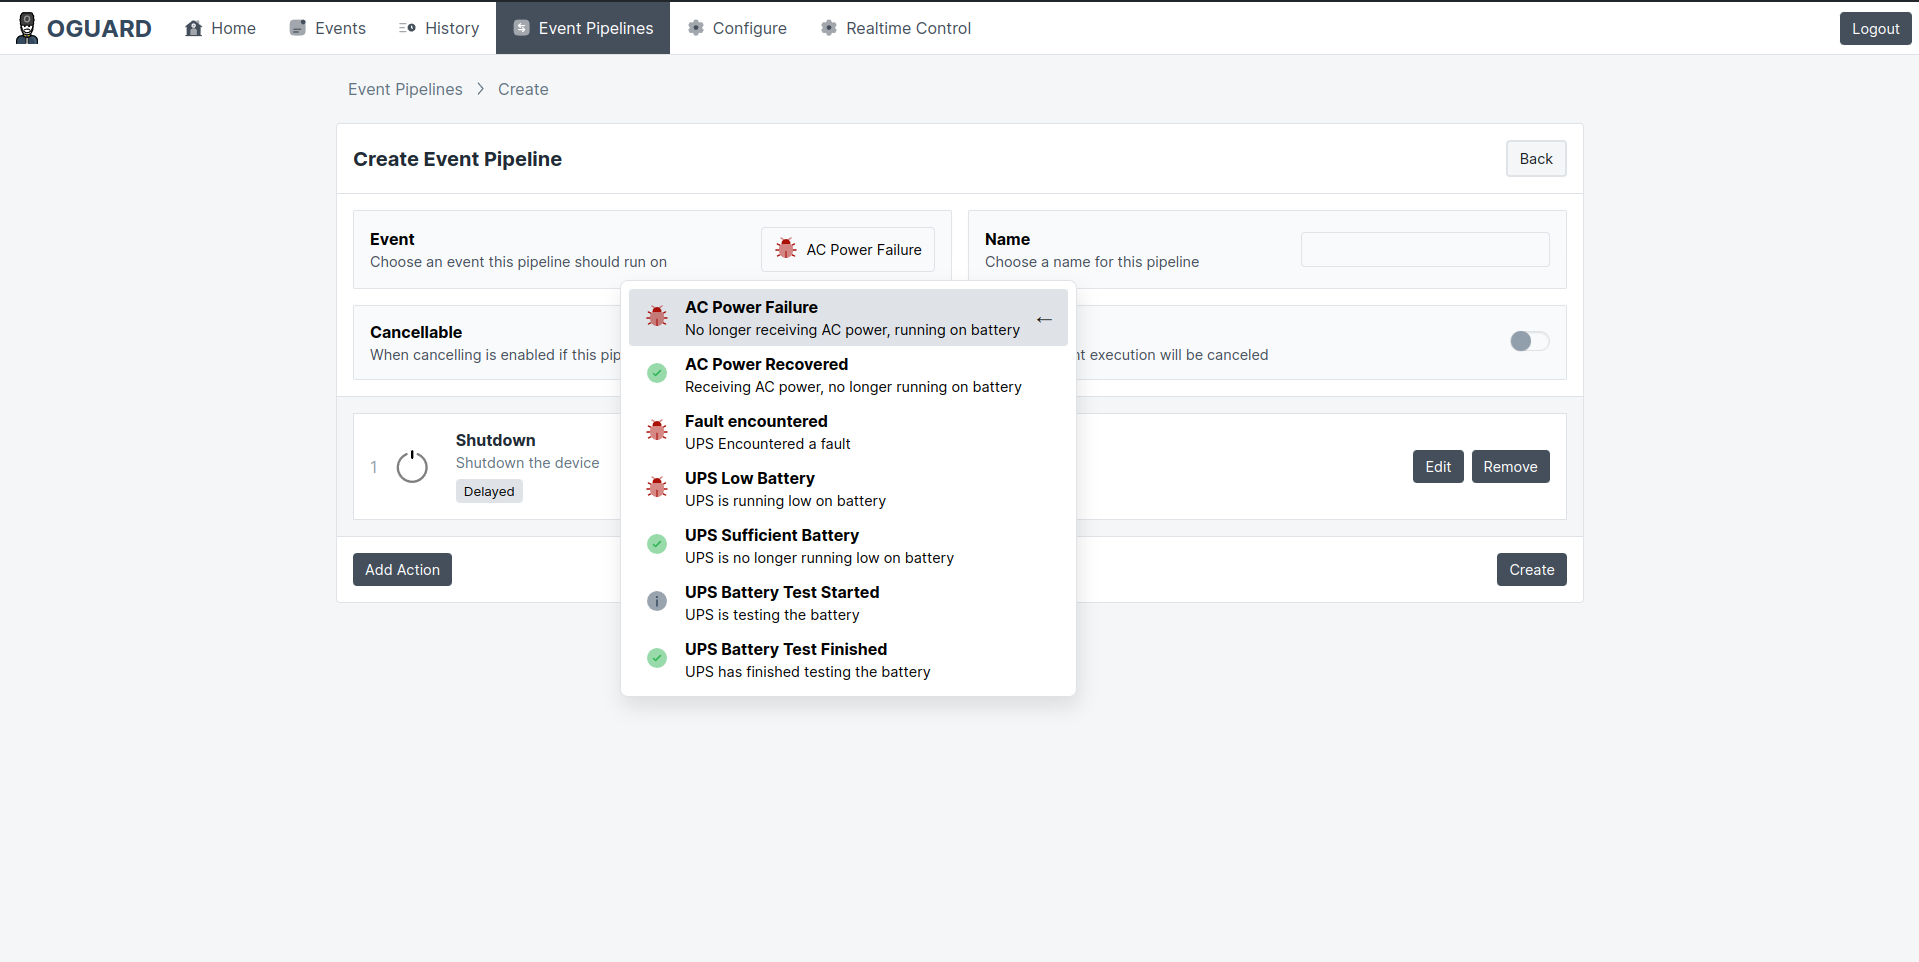 OGUARD
Home
Events
History
Event Pipelines
Configure
Realtime Control
Logout
Event Pipelines
Create
Create Event Pipeline
Back
Event
Choose an event this pipeline should run on
AC Power Failure
Name
Choose a name for this pipeline
Cancellable
When cancelling is enabled if this
execution will be canceled
AC Power Failure
No longer receiving AC power, running on battery
←
AC Power Recovered
Receiving AC power, no longer running on battery
Fault encountered
UPS Encountered a fault
UPS Low Battery
UPS is running low on battery
UPS Sufficient Battery
UPS is no longer running low on battery
UPS Battery Test Started
UPS is testing the battery
UPS Battery Test Finished
UPS has finished testing the battery
1
Shutdown
Shutdown the device
Delayed
Edit
Remove
Add Action
Create